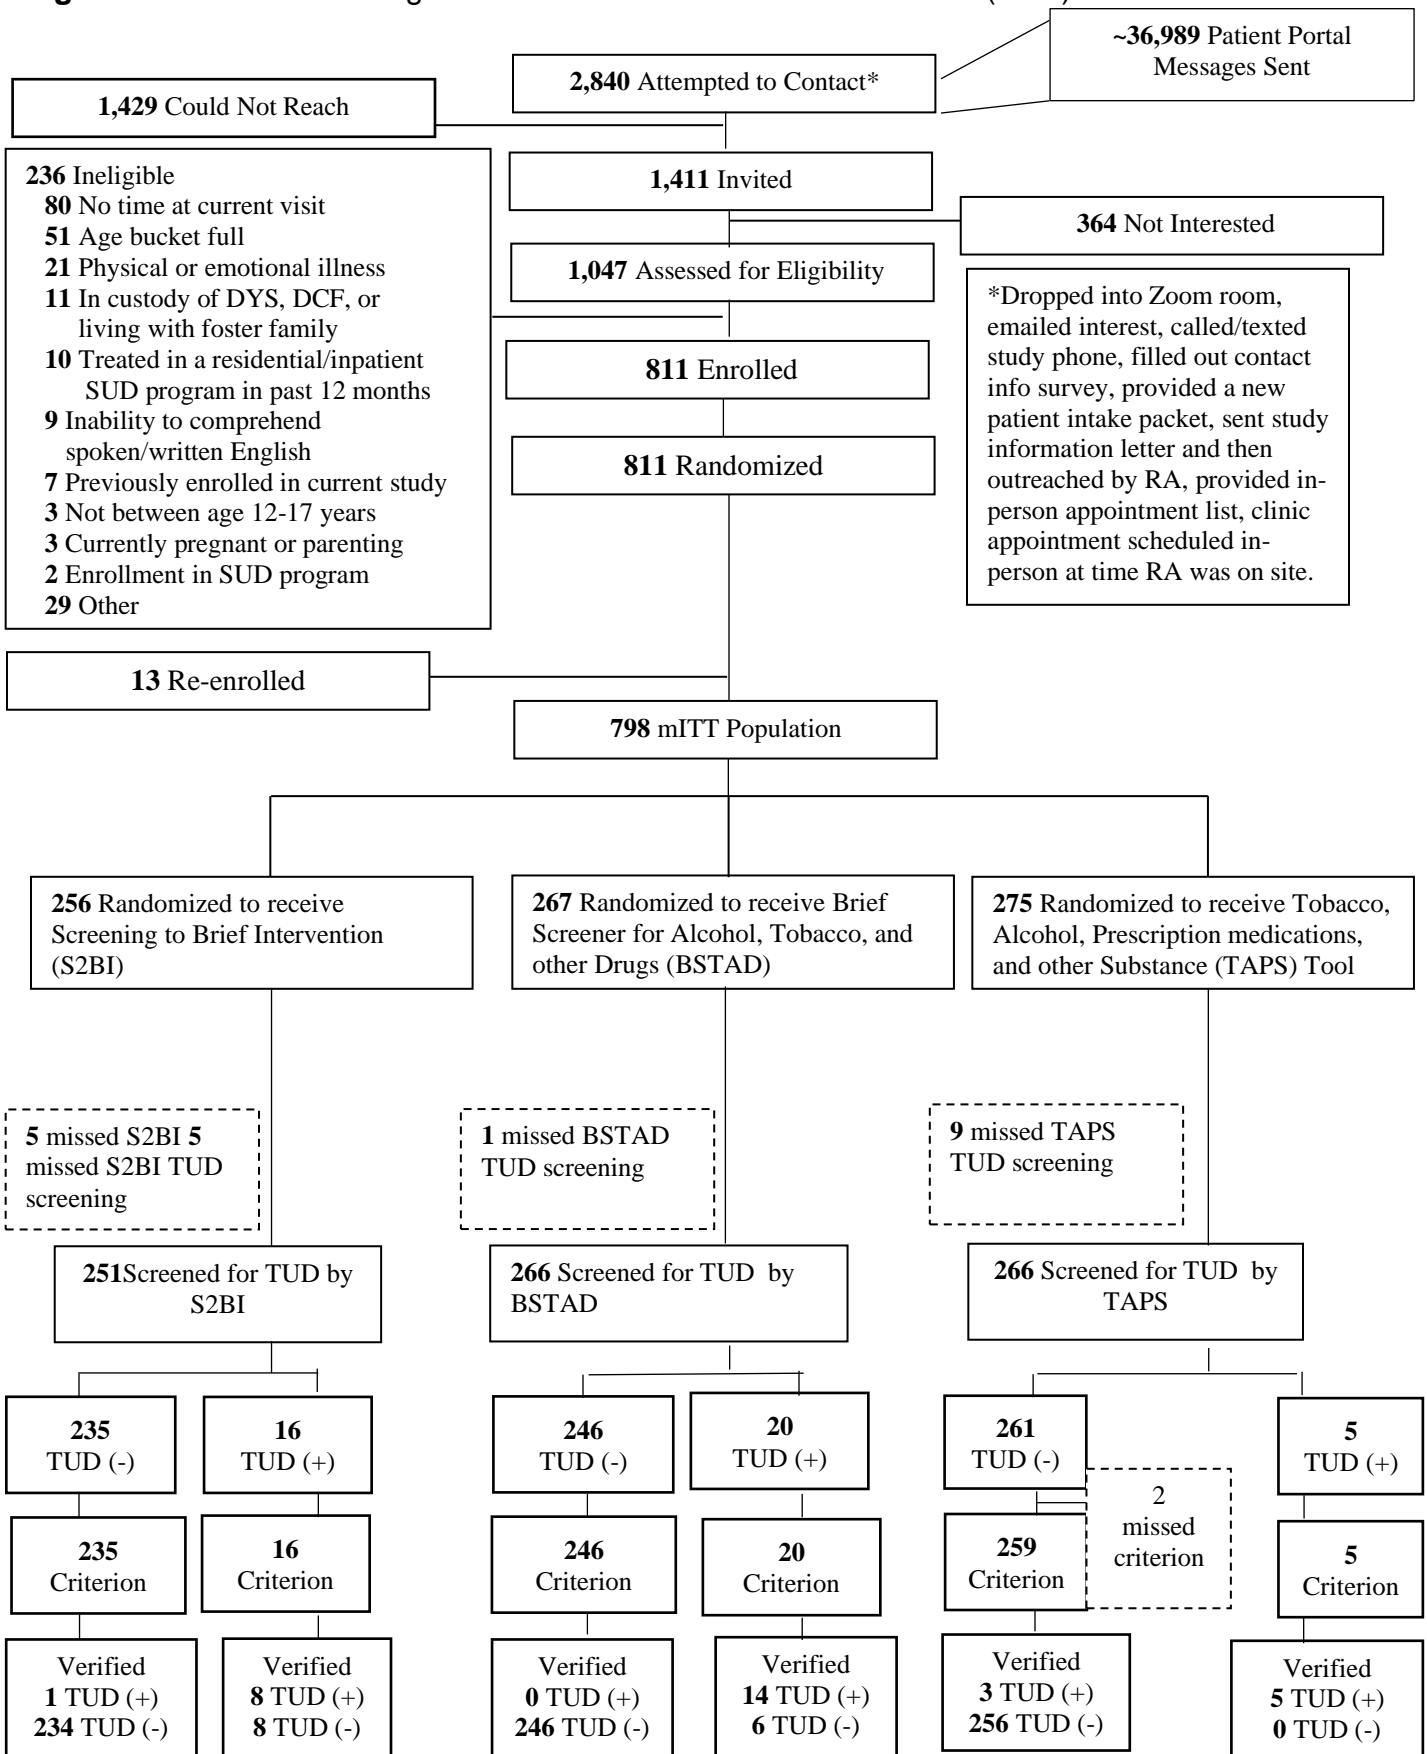 ~36,989 Patient Portal
Messages Sent
2,840 Attempted to Contact*
1,429 Could Not Reach
1,411 Invited
236 Ineligible
80 No time at current visit
51 Age bucket full
21 Physical or emotional illness
11 In custody of DYS, DCF, or
living with foster family
10 Treated in a residential/inpatient
SUD program in past 12 months
9 Inability to comprehend
spoken/written English
7 Previously enrolled in current study
3 Not between age 12-17 years
3 Currently pregnant or parenting
2 Enrollment in SUD program
29 Other
364 Not Interested
1,047 Assessed for Eligibility
*Dropped into Zoom room,
emailed interest, called/texted
study phone, filled out contact
info survey, provided a new
patient intake packet, sent study
information letter and then
outreached by RA, provided in-
person appointment list, clinic
appointment scheduled in-
person at time RA was on site.
811 Enrolled
811 Randomized
13 Re-enrolled
798 mITT Population
256 Randomized to receive
Screening to Brief Intervention
(S2BI)
267 Randomized to receive Brief
Screener for Alcohol, Tobacco, and
other Drugs (BSTAD)
275 Randomized to receive Tobacco,
Alcohol, Prescription medications,
and other Substance (TAPS) Tool
5 missed S2BI 5
missed S2BI TUD
screening
1 missed BSTAD
TUD screening
9 missed TAPS
TUD screening
251Screened for TUD by
S2BI
266 Screened for TUD by
BSTAD
266 Screened for TUD by
TAPS
235
TUD (-)
16
TUD (+)
246
TUD (-)
20
TUD (+)
261
TUD (-)
5
TUD (+)
2
missed
criterion
235
Criterion
16
Criterion
246
Criterion
20
Criterion
259
Criterion
5
Criterion
Verified
1 TUD (+)
234 TUD (-)
Verified
8 TUD (+)
8 TUD (-)
Verified
0 TUD (+)
246 TUD (-)
Verified
14 TUD (+)
6 TUD (-)
Verified
3 TUD (+)
256 TUD (-)
Verified
5 TUD (+)
0 TUD (-)